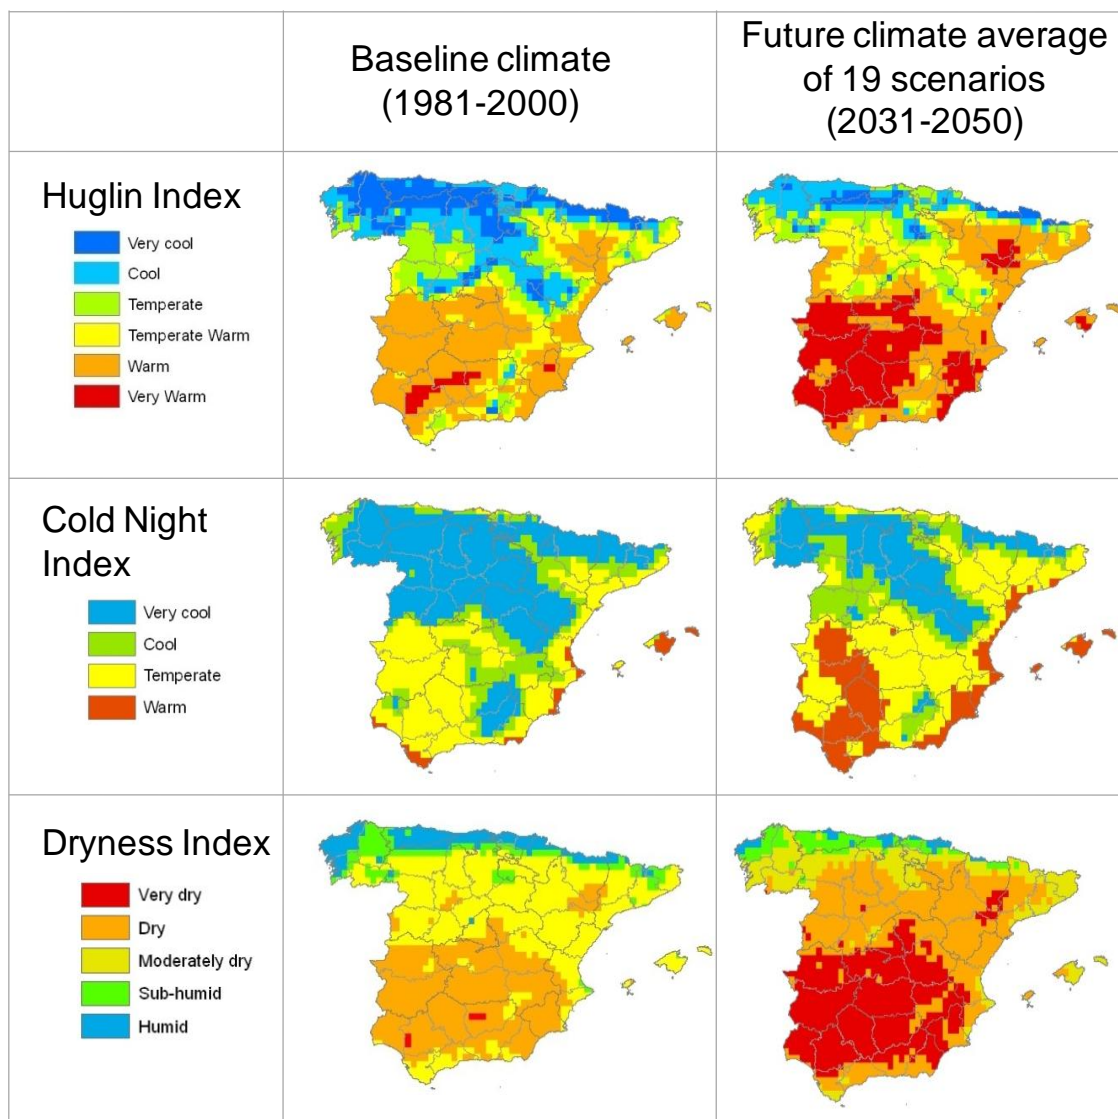 Baseline climate
(1981-2000)
Future climate average
of 19 scenarios
(2031-2050)
Huglin Index
Very cool
Cool
Temperate
Temperate Warm
Warm
Very Warm
Cold Night
Index
Very cool
Cool
Temperate
Warm
Dryness Index
Very dry
Dry
Moderately dry
Sub-humid
Humid